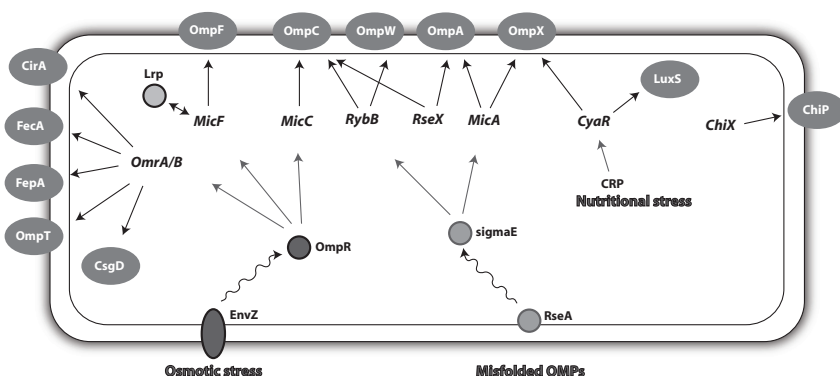 OmpF
OmpC
OmpW
OmpA
OmpX
CirA
Lrp
LuxS
ChiP
FecA
MicF
MicC
RybB
RseX
MicA
CyaR
ChiX
OmrA/B
FepA
CRP
Nutritional stress
OmpT
OmpR
sigmaE
CsgD
EnvZ
RseA
Osmotic stress
Misfolded OMPs